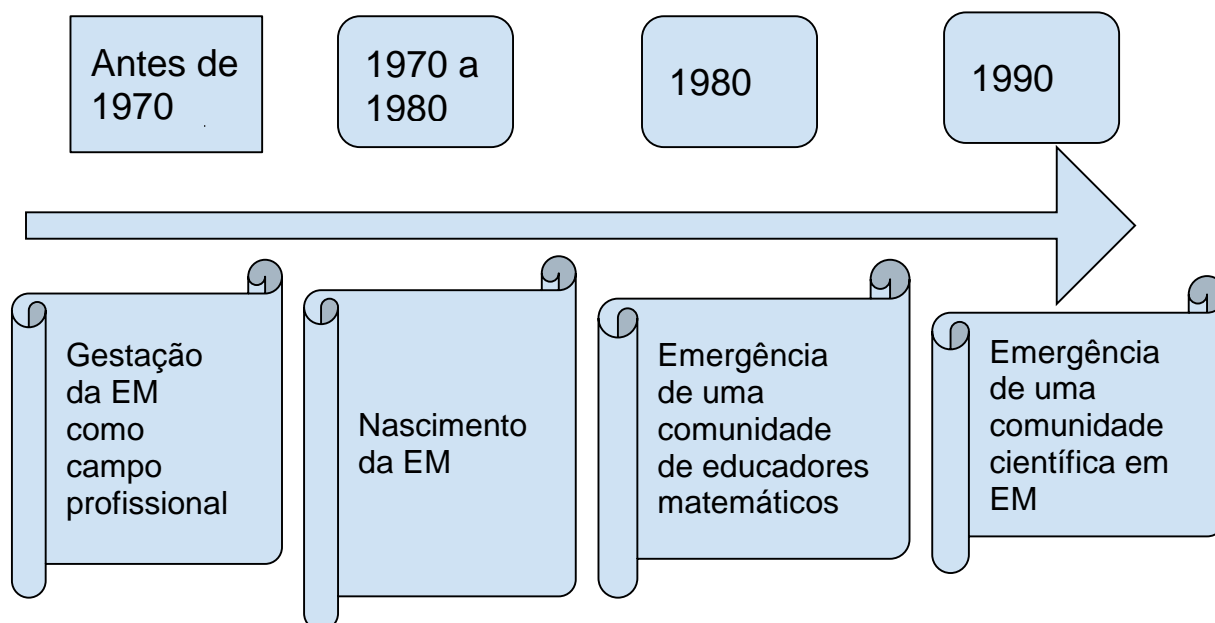 Antes de
1970
1970 a
1980
1980
1990
Gestação
da EM
como
campo
profissional
Nascimento
da EM
Emergência
de uma
comunidade
de educadores
matemáticos
Emergência
de uma
comunidade
científica em
EM